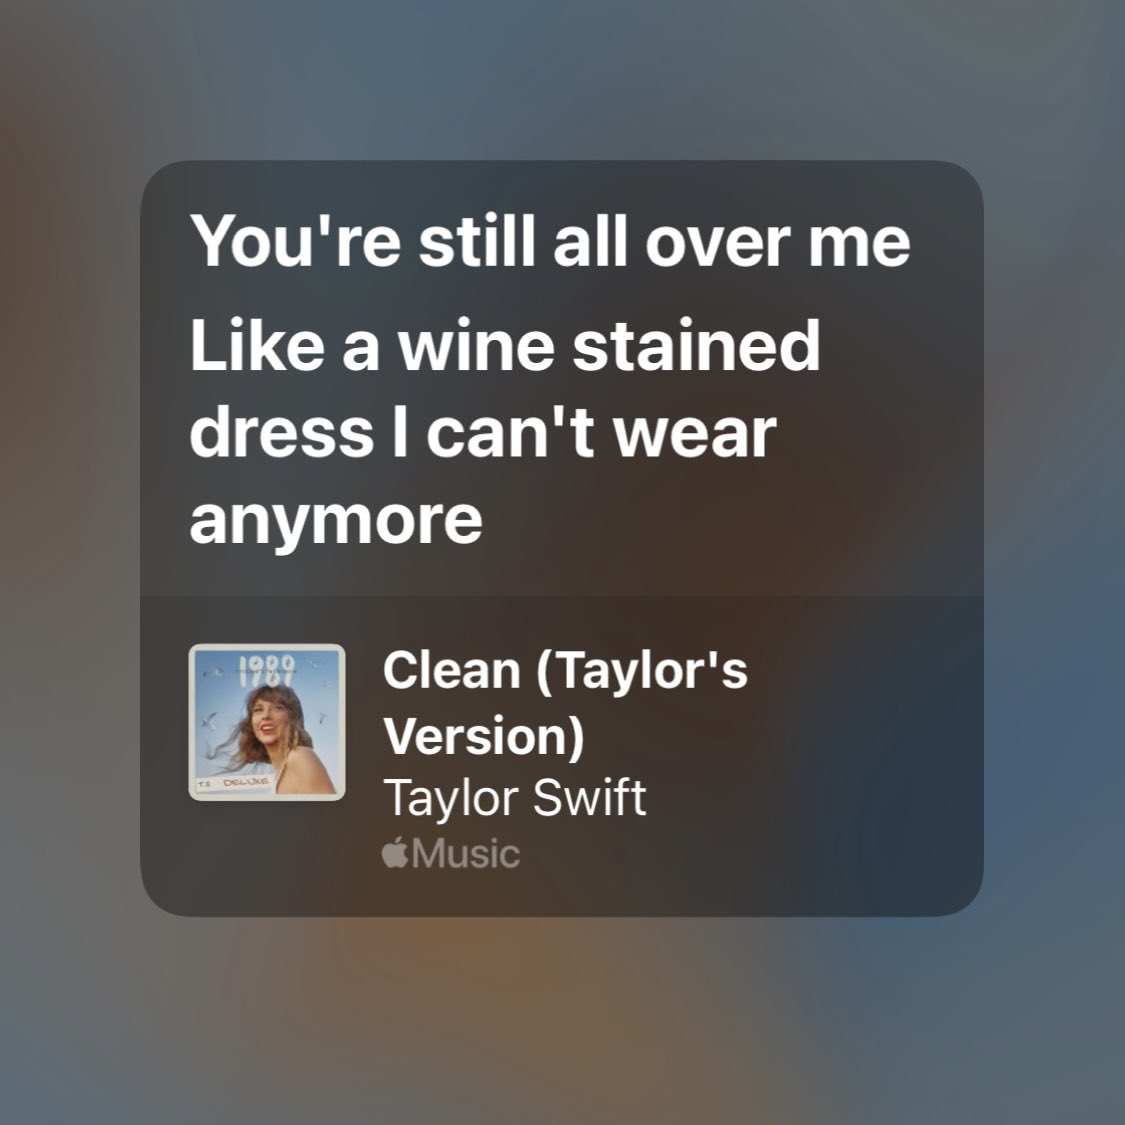 You're still all over me
Like a wine stained
dress I can't wear
anymore
1989
T.S. DELUXE
Clean (Taylor's
Version)
Taylor Swift
Music